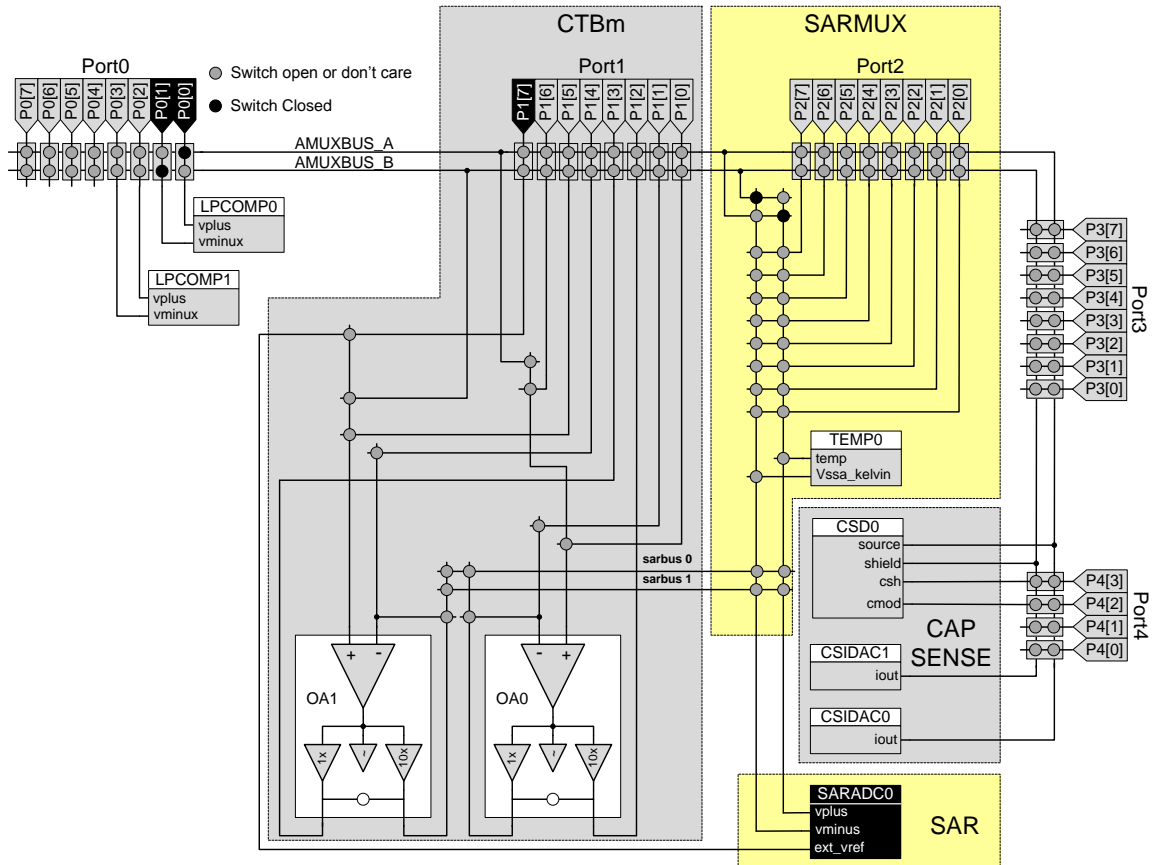 CTBm
SARMUX
Port0
Switch open or don't care
Switch Closed
Port1
Port2
P0[7]
P0[6]
P0[5]
P0[4]
P0[3]
P0[2]
P0[1]
P0[0]
P1[7]
P1[6]
P1[5]
P1[4]
P1[3]
P1[2]
P1[1]
P1[0]
P2[7]
P2[6]
P2[5]
P2[4]
P2[3]
P2[2]
P2[1]
P2[0]
AMUXBUS_A
AMUXBUS_B
LPCOMP0
vplus
vminux
LPCOMP1
vplus
vminux
P3[7]
P3[6]
P3[5]
P3[4]
P3[3]
P3[2]
P3[1]
P3[0]
Port3
TEMP0
temp
Vssa_kelvin
CSD0
source
shield
csh
cmod
sarbus 0
sarbus 1
P4[3]
P4[2]
P4[1]
P4[0]
Port4
CAP
SENSE
CSIDAC1
iout
CSIDAC0
iout
+ -
OA1
1x
~
10x
- +
OA0
1x
~
10x
SARADC0
vplus
vminus
ext_vref
SAR